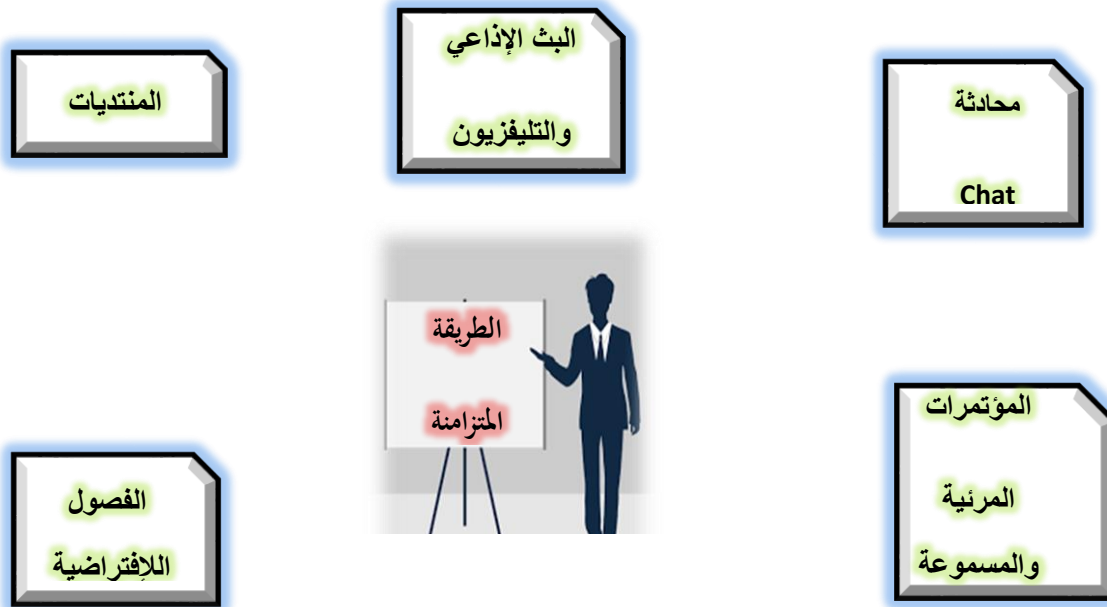 البث الإذاعي
والتليفزيون
محادثة
Chat
المنتديات
الطريقة
المتزامنة
المؤتمرات
المرئية
والمسموعة
الفصول
اللإفتراضية